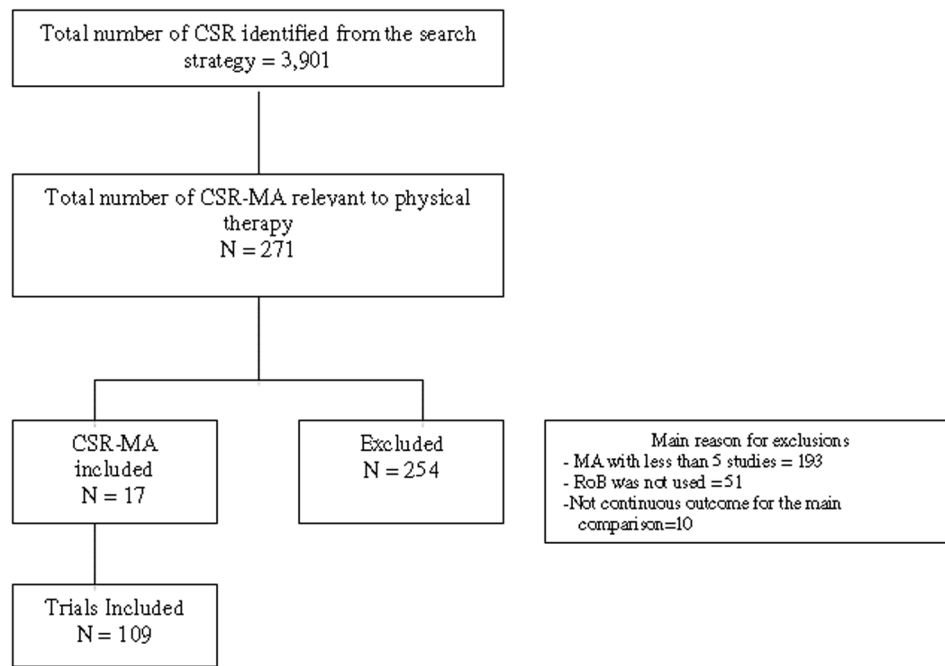 Total number of CSR identified from the search
strategy = 3,901
Total number of CSR-MA relevant to physical
therapy
N = 271
CSR-MA
included
N = 17
Excluded
N = 254
Main reason for exclusions
- MA with less than 5 studies = 193
- RoB was not used =51
-Not continuous outcome for the main
comparison=10
Trials Included
N = 109